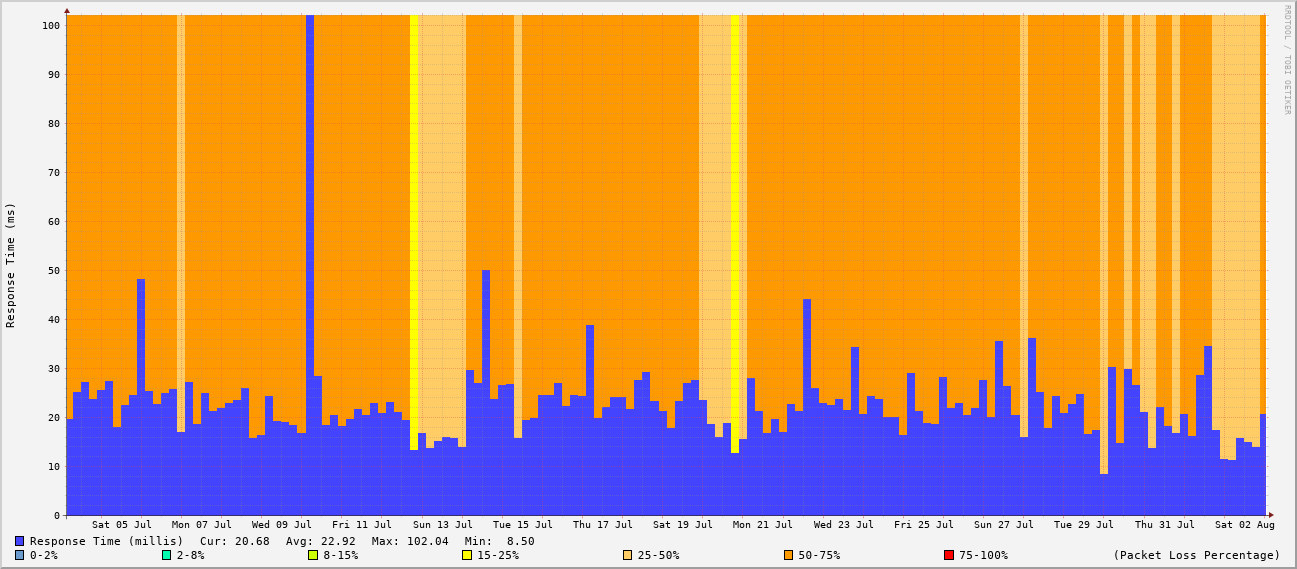 RRDTOOL / TOBI OETIKER
Response Time (ms)
100
90
80
70
60
50
40
30
20
10
0
Sat 05 Jul Mon 07 Jul Wed 09 Jul Fri 11 Jul Sun 13 Jul Tue 15 Jul Thu 17 Jul Sat 19 Jul Mon 21 Jul Wed 23 Jul Fri 25 Jul Sun 27 Jul Tue 29 Jul Thu 31 Jul Sat 02 Aug
Response Time (millis) Cur: 20.68 Avg: 22.92 Max: 102.04 Min: 8.50
0-2% 2-8% 8-15% 15-25% 25-50% 50-75% 75-100% (Packet Loss Percentage)